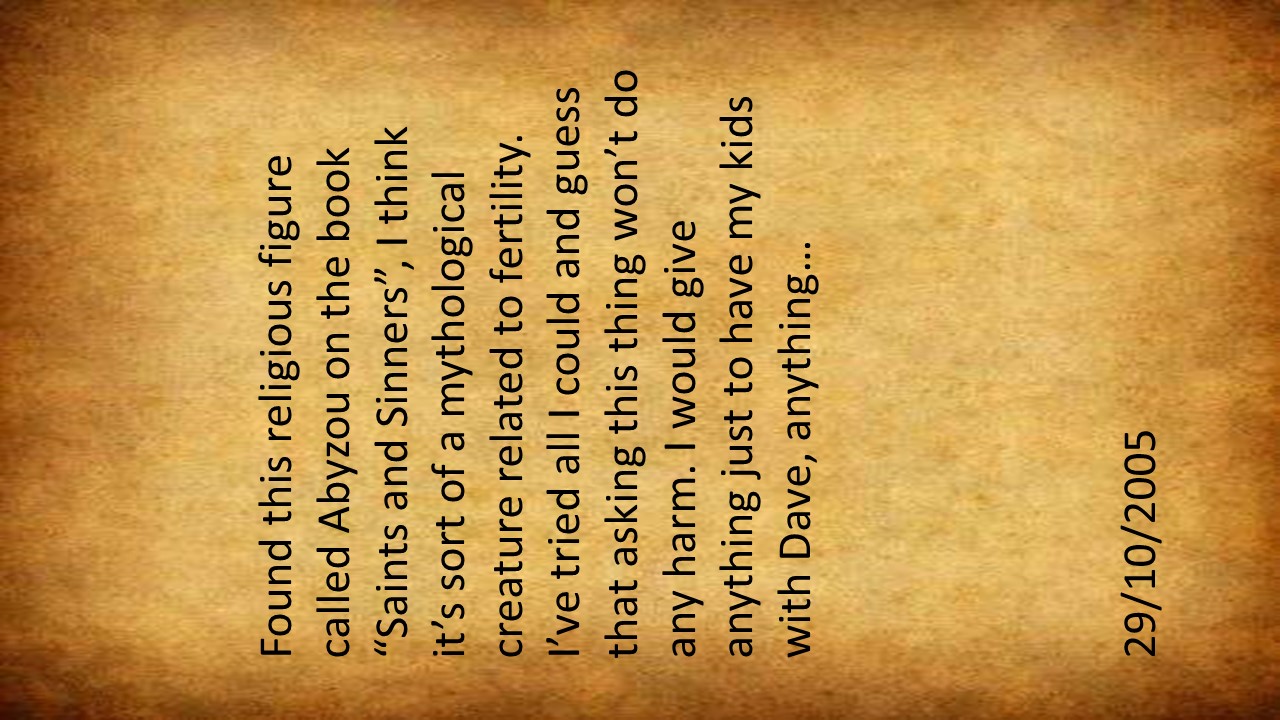 Found this religious figure
called Abyzou on the book
“Saints and Sinners”, I think
it’s sort of a mythological
creature related to fertility.
I’ve tried all I could and guess
that asking this thing won’t do
any harm. I would give
anything just to have my kids
with Dave, anything…
29/10/2005